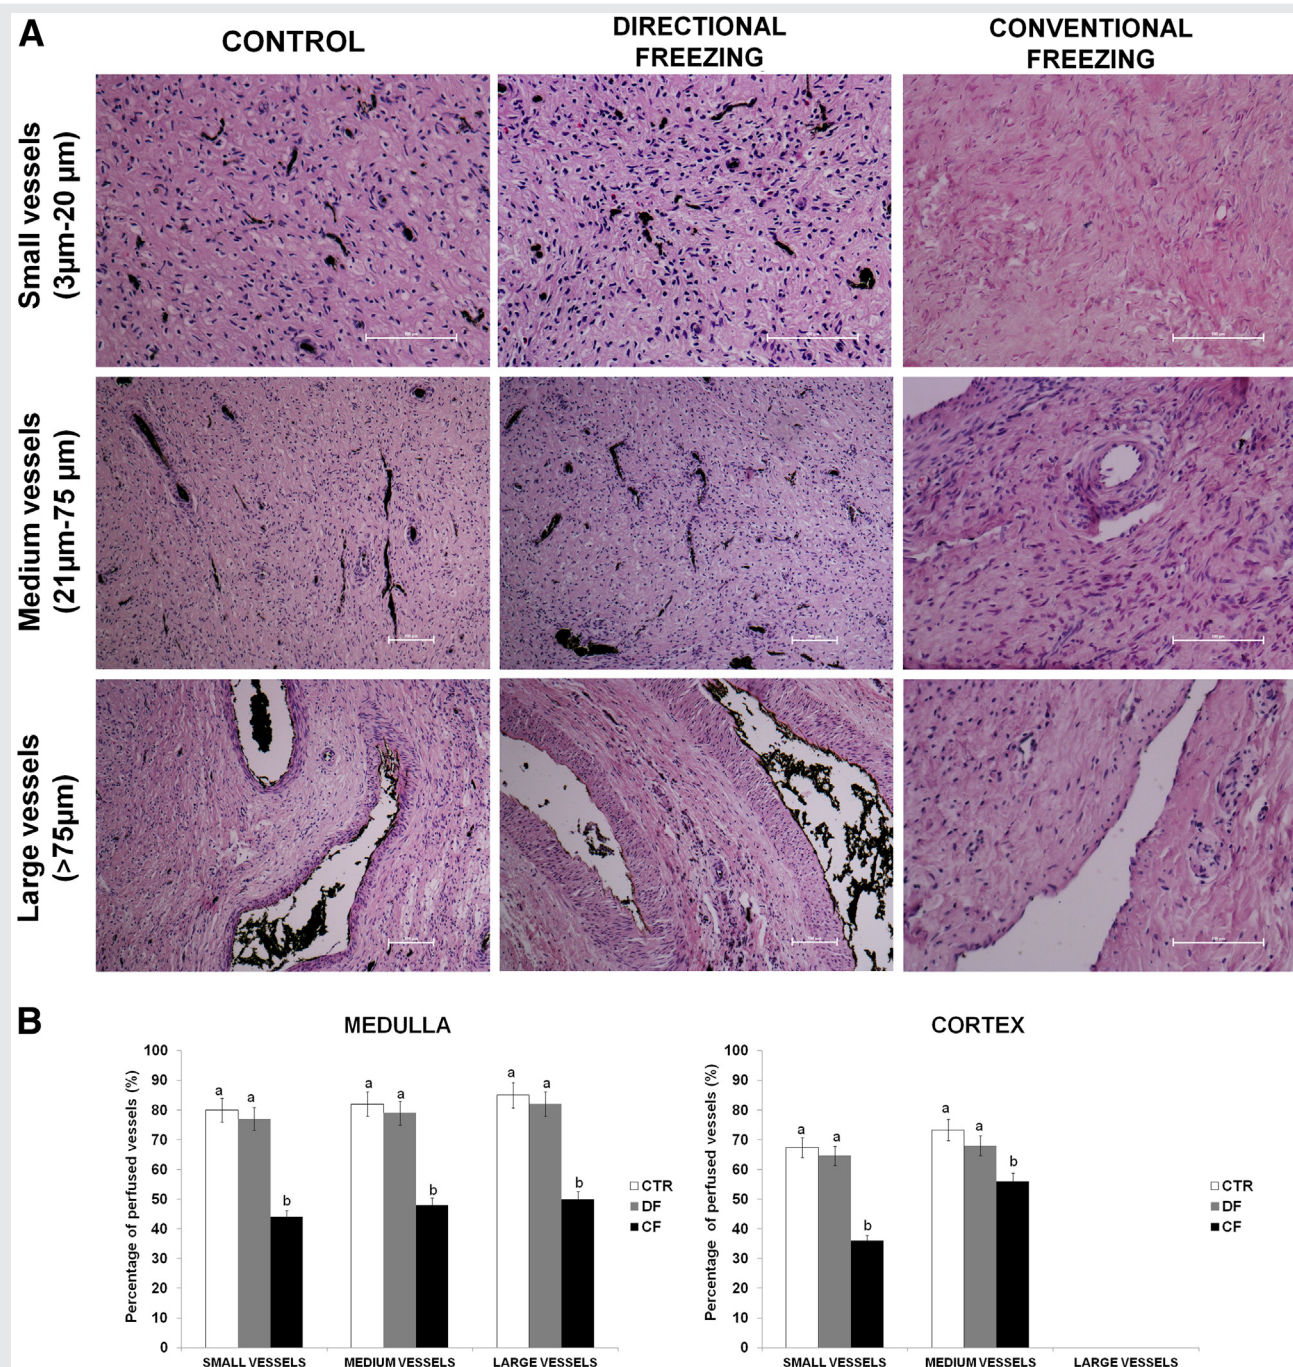 A
CONTROL
DIRECTIONAL
FREEZING
CONVENTIONAL
FREEZING
Small vessels
(3µm-20 µm)
Medium vessels
(21µm-75 µm)
Large vessels
(>75µm)
B
MEDULLA
Percentage of perfused vessels (%)
100
90
80
70
60
50
40
30
20
10
0
a
a
b
a
a
b
a
a
b
SMALL VESSELS
MEDIUM VESSELS
LARGE VESSELS
CTR
DF
CF
CORTEX
Percentage of perfused vessels (%)
100
90
80
70
60
50
40
30
20
10
0
a
a
b
a
a
b
SMALL VESSELS
MEDIUM VESSELS
LARGE VESSELS
CTR
DF
CF